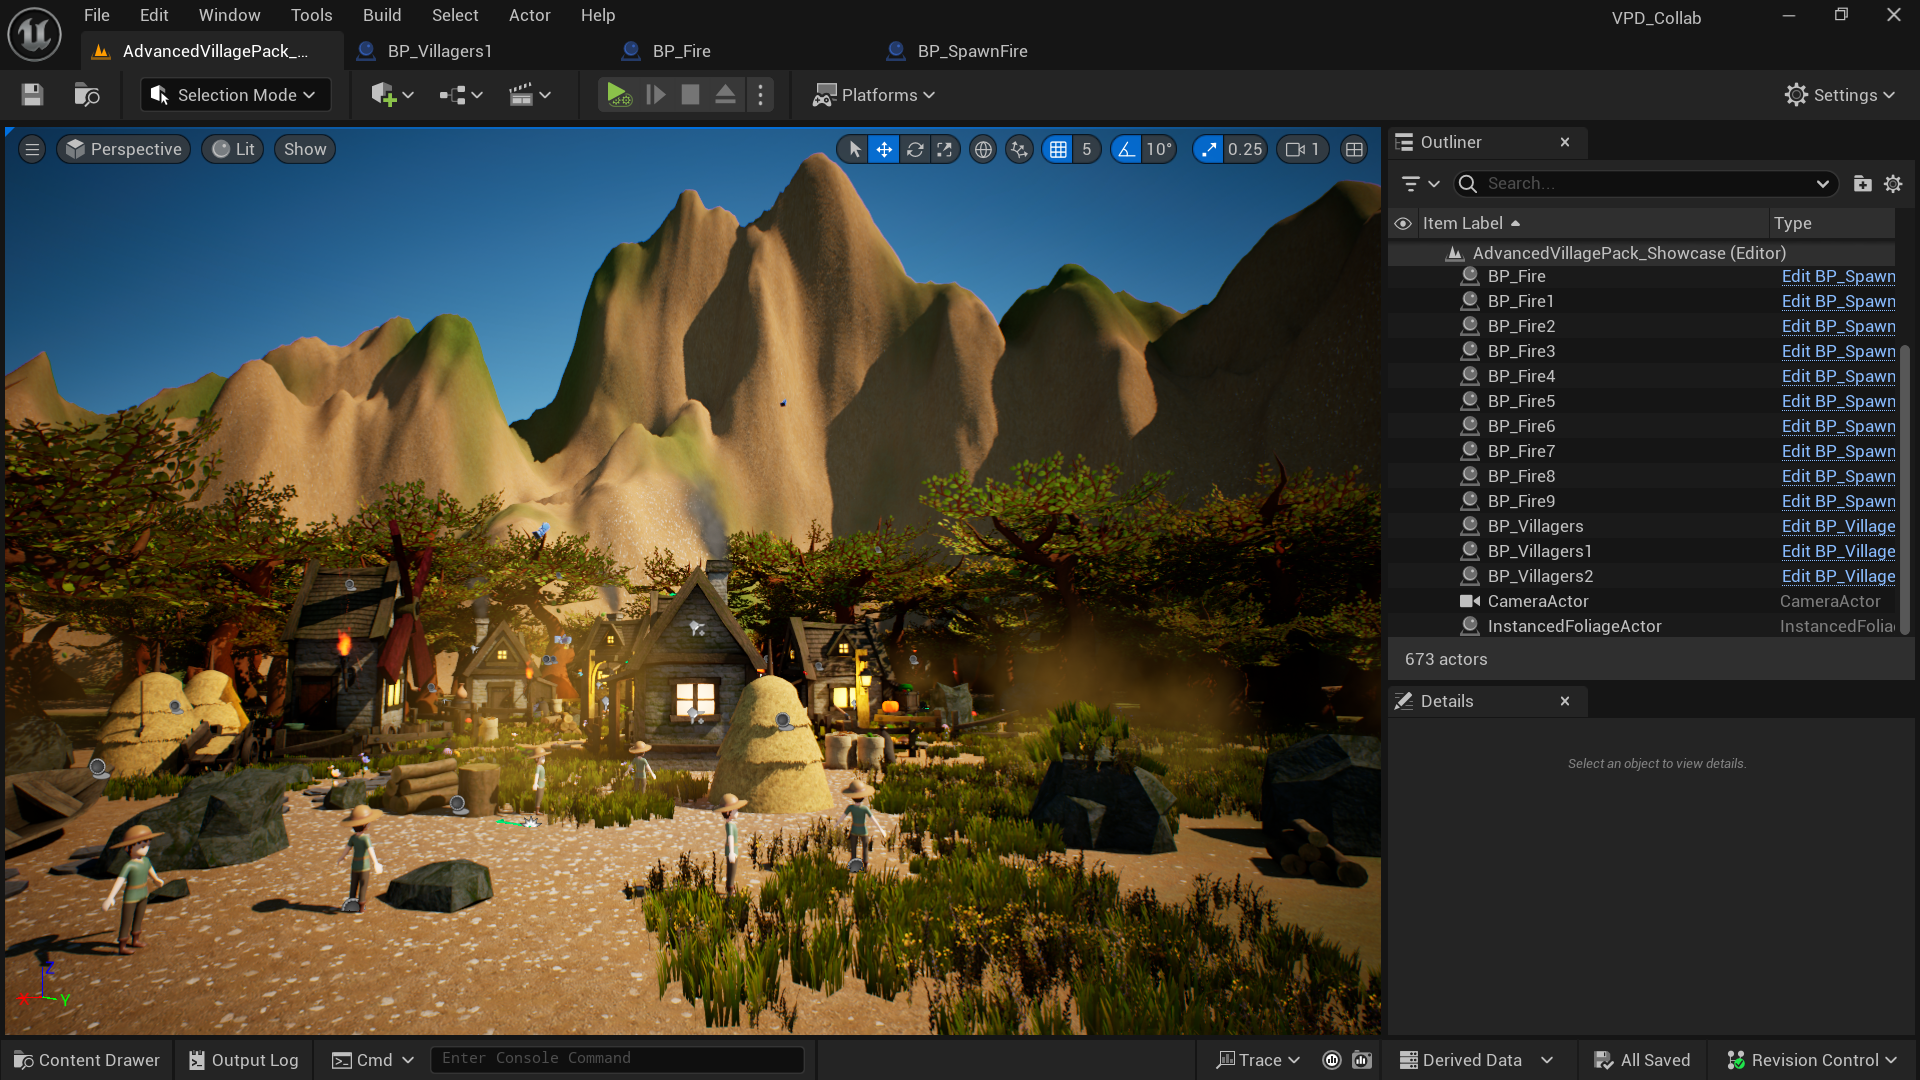 File Edit Window Tools Build Select Actor Help
VPD_Collab
AdvancedVillagePack_... BP_Villagers1 BP_Fire BP_SpawnFire
Selection Mode Platforms Settings
Perspective Lit Show 5 10° 0.25 1
Outliner
Search...
Item Label Type
AdvancedVillagePack_Showcase (Editor)
BP_Fire Edit BP_Spawn
BP_Fire1 Edit BP_Spawn
BP_Fire2 Edit BP_Spawn
BP_Fire3 Edit BP_Spawn
BP_Fire4 Edit BP_Spawn
BP_Fire5 Edit BP_Spawn
BP_Fire6 Edit BP_Spawn
BP_Fire7 Edit BP_Spawn
BP_Fire8 Edit BP_Spawn
BP_Fire9 Edit BP_Spawn
BP_Villagers Edit BP_Village
BP_Villagers1 Edit BP_Village
BP_Villagers2 Edit BP_Village
CameraActor CameraActor
InstancedFoliageActor InstancedFolia
673 actors
Details
Select an object to view details.
Z
X Y
Content Drawer Output Log Cmd Enter Console Command Trace Derived Data All Saved Revision Control